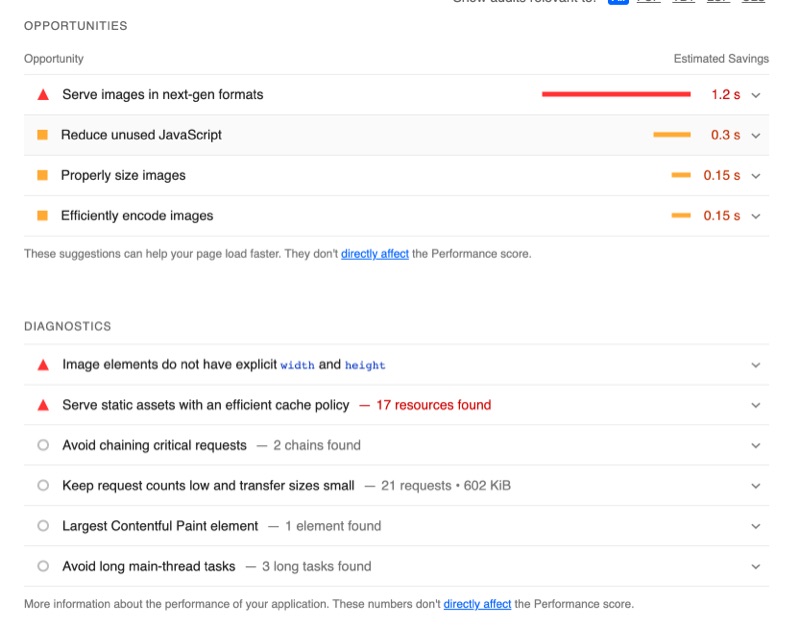 Show audits relevant to:
OPPORTUNITIES
Opportunity Estimated Savings
Serve images in next-gen formats 1.2 s
Reduce unused JavaScript 0.3 s
Properly size images 0.15 s
Efficiently encode images 0.15 s
These suggestions can help your page load faster. They don't directly affect the Performance score.
DIAGNOSTICS
Image elements do not have explicit width and height
Serve static assets with an efficient cache policy — 17 resources found
Avoid chaining critical requests — 2 chains found
Keep request counts low and transfer sizes small — 21 requests • 602 KiB
Largest Contentful Paint element — 1 element found
Avoid long main-thread tasks — 3 long tasks found
More information about the performance of your application. These numbers don't directly affect the Performance score.